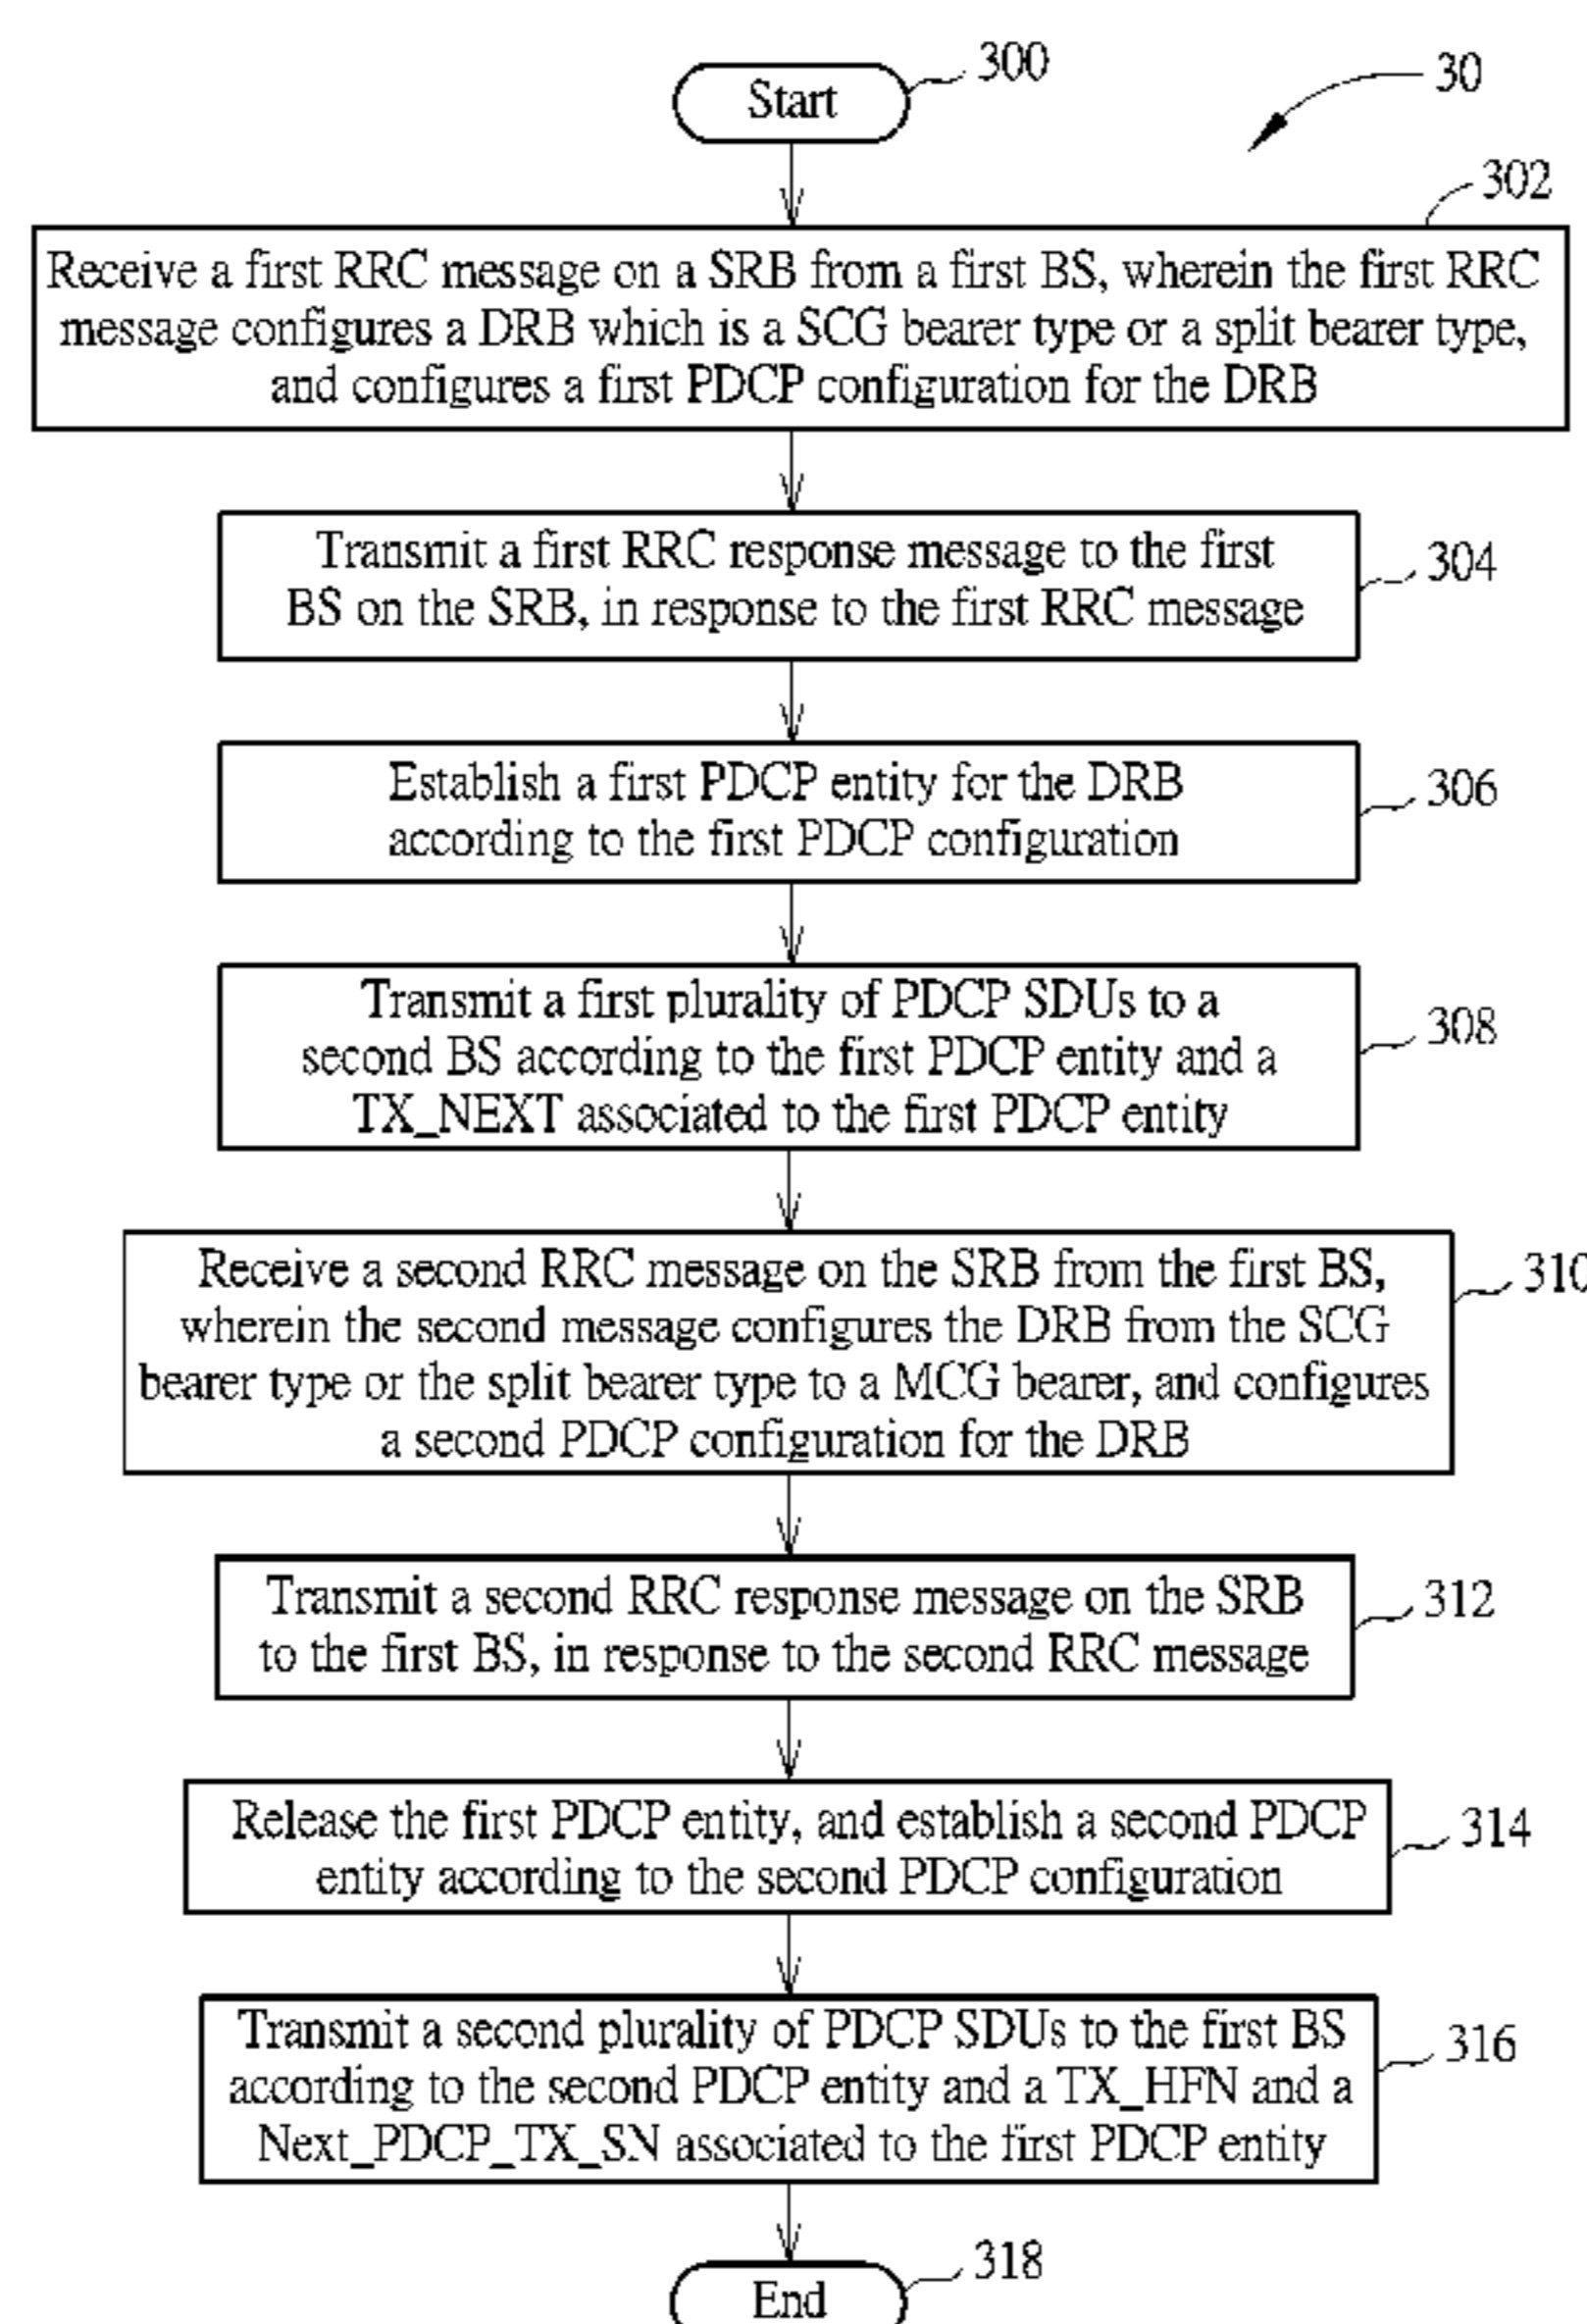 Start
300
30
302
Receive a first RRC message on a SRB from a first BS, wherein the first RRC
message configures a DRB which is a SCG bearer type or a split bearer type,
and configures a first PDCP configuration for the DRB
Transmit a first RRC response message to the first
BS on the SRB, in response to the first RRC message
304
Establish a first PDCP entity for the DRB
according to the first PDCP configuration
306
Transmit a first plurality of PDCP SDUs to a
second BS according to the first PDCP entity and a
TX_NEXT associated to the first PDCP entity
308
Receive a second RRC message on the SRB from the first BS,
wherein the second message configures the DRB from the SCG
bearer type or the split bearer type to a MCG bearer, and configures
a second PDCP configuration for the DRB
310
Transmit a second RRC response message on the SRB
to the first BS, in response to the second RRC message
312
Release the first PDCP entity, and establish a second PDCP
entity according to the second PDCP configuration
314
Transmit a second plurality of PDCP SDUs to the first BS
according to the second PDCP entity and a TX_HFN and a
Next_PDCP_TX_SN associated to the first PDCP entity
316
End
318